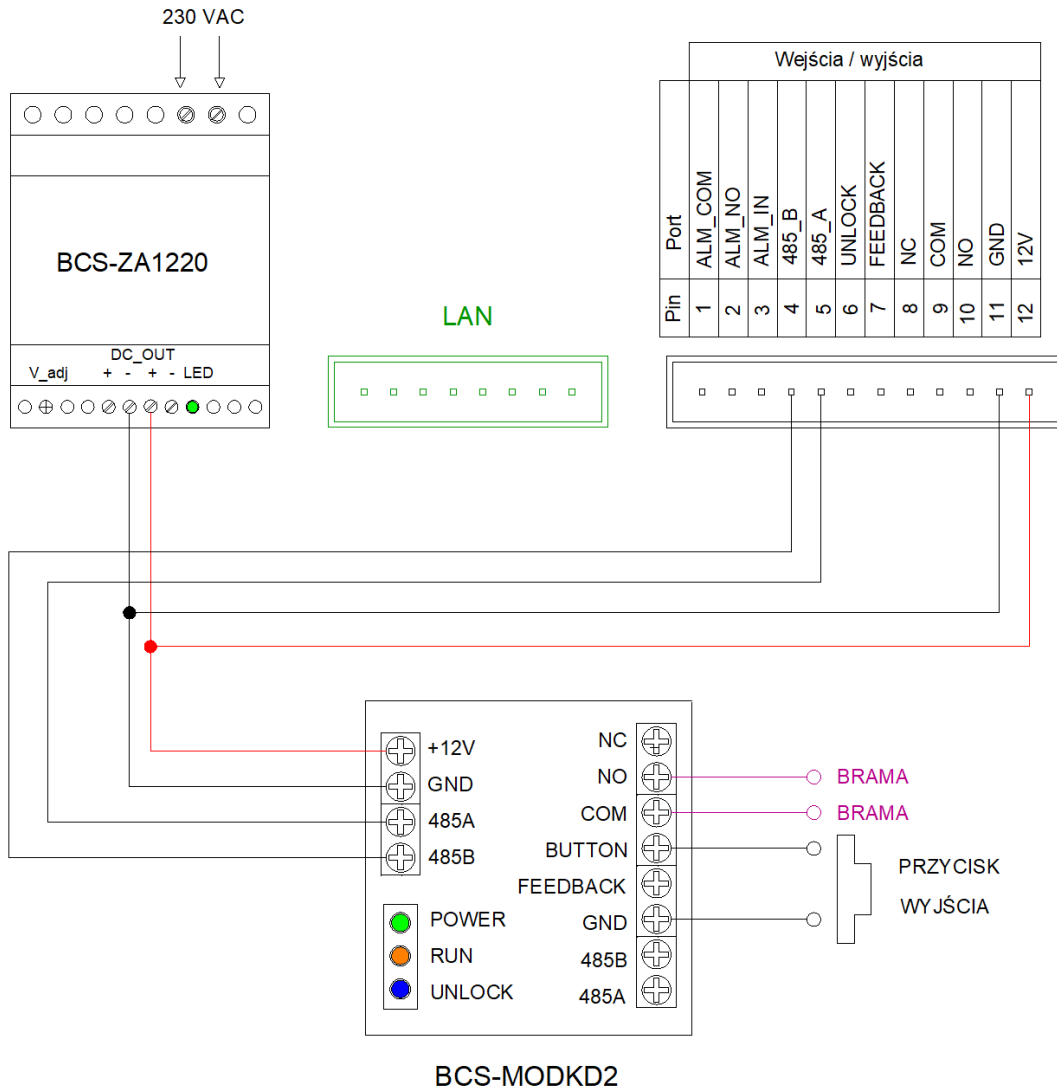 230 VAC
BCS-ZA1220
DC_OUT
V_adj + - + - LED
LAN
Wejścia / wyjścia
Port
ALM_COM
ALM_NO
ALM_IN
485_B
485_A
UNLOCK
FEEDBACK
NC
COM
NO
GND
12V
Pin
1
2
3
4
5
6
7
8
9
10
11
12
+12V
GND
485A
485B
POWER
RUN
UNLOCK
NC
NO
COM
BUTTON
FEEDBACK
GND
485B
485A
BRAMA
BRAMA
PRZYCISK
WYJŚCIA
BCS-MODKD2